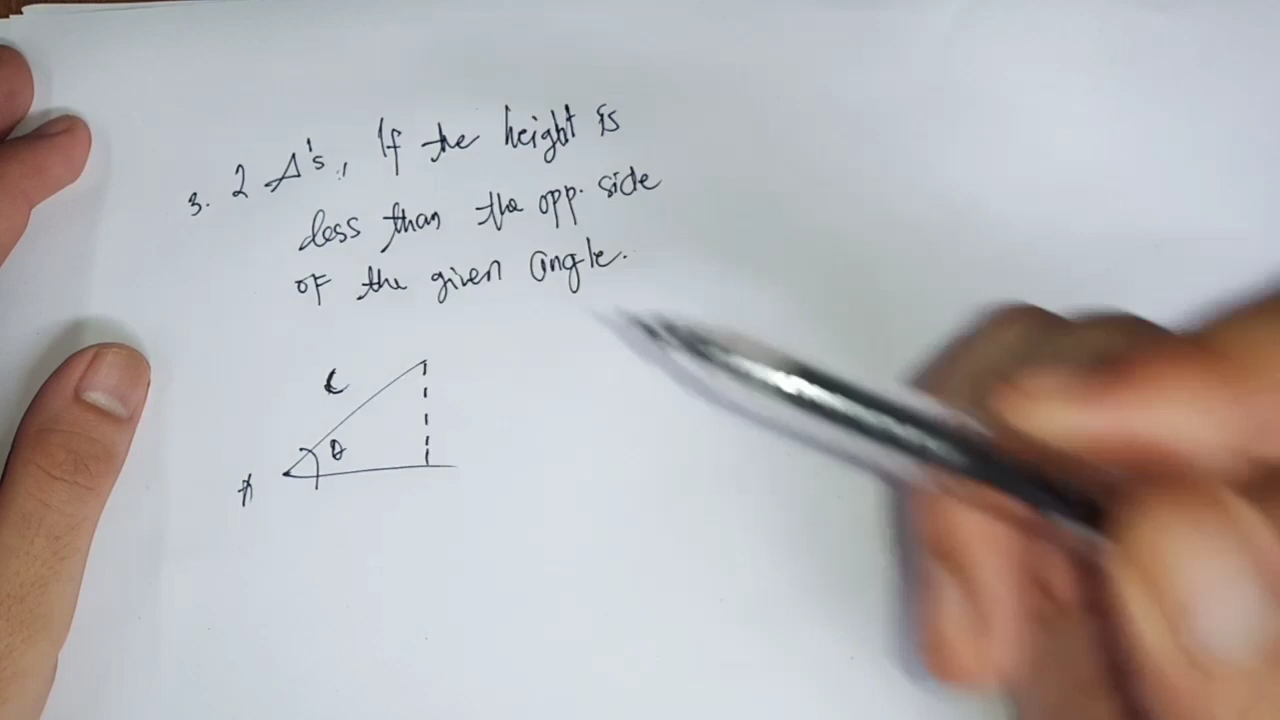 3. 2 Δ's, If the height is
less than the opp. side
of the given angle.
c
θ
A